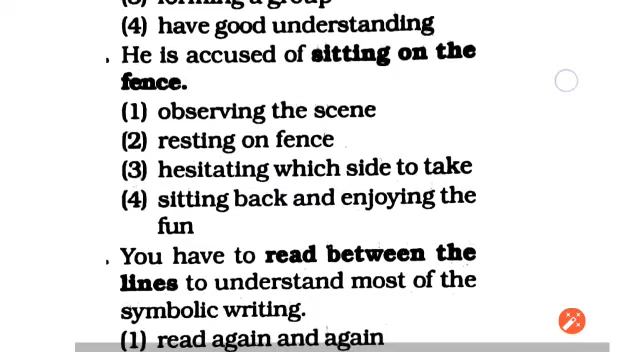 (4) have good understanding
. He is accused of sitting on the
fence.
(1) observing the scene
(2) resting on fence
(3) hesitating which side to take
(4) sitting back and enjoying the
fun
. You have to read between the
lines to understand most of the
symbolic writing.
(1) read again and again